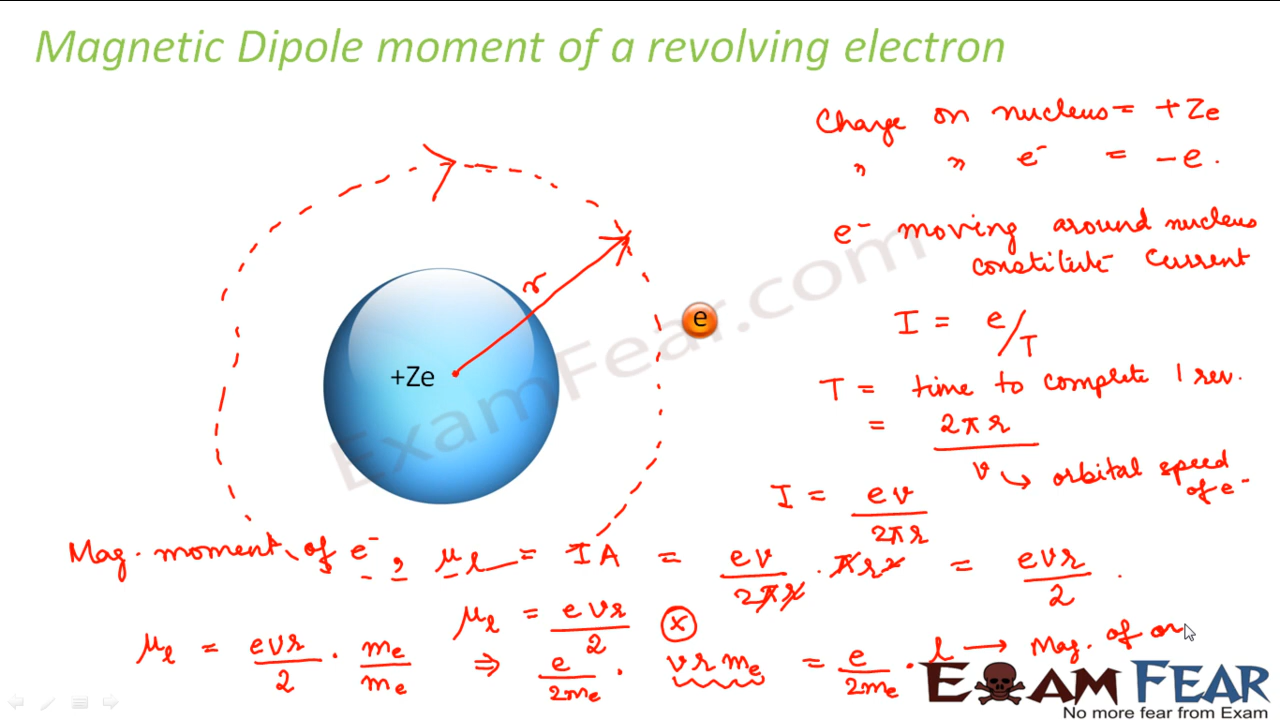 Magnetic Dipole moment of a revolving electron
Charge on nucleus = +Ze
" " e⁻ = -e.
e⁻ moving around nucleus
constitute current
I = e/T
T = time to complete 1 rev.
= 2πr/v → orbital speed
of e⁻
I = ev/2πr
r
e
+Ze
ExamFear.com
Mag. moment of e⁻, μl = IA = ev/2πr · πr² = evr/2.
μl = evr/2 (x)
μl = evr/2 · me/me ⇒ e/2me · vrme = e/2me · l → Mag. of or
EXAM FEAR
No more fear from Exam